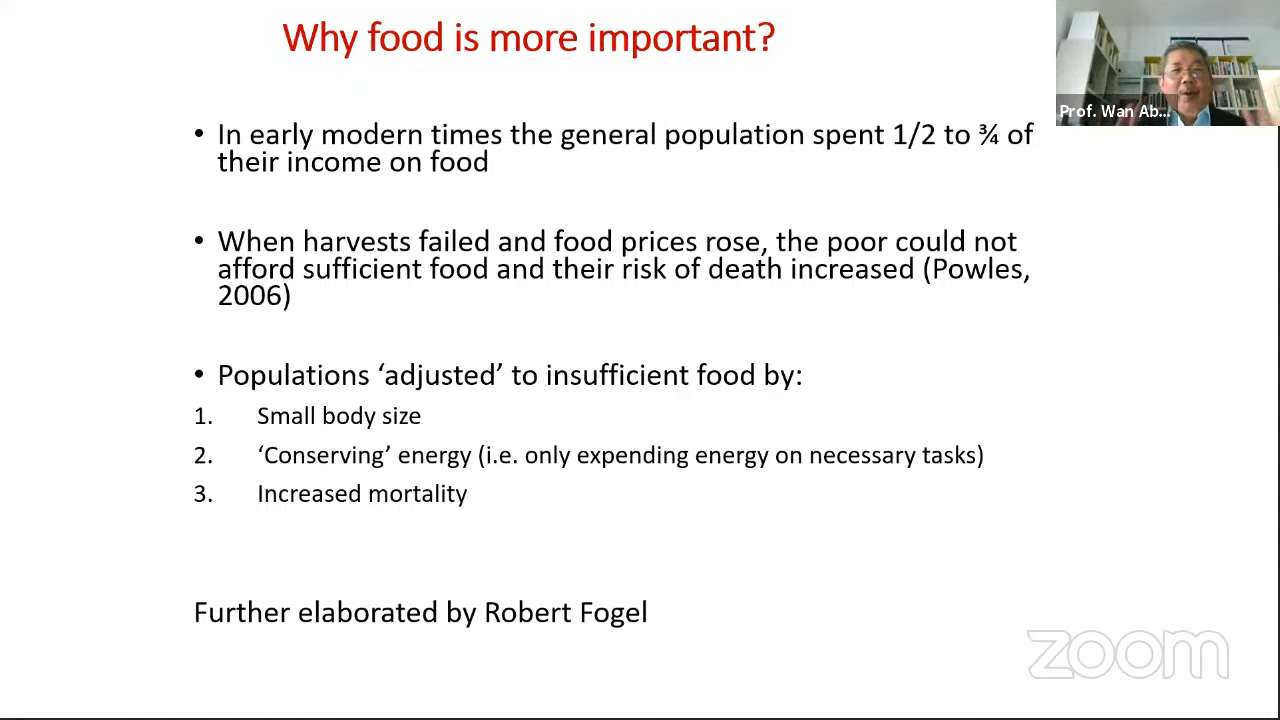 Why food is more important?
Prof. Wan Ab...
• In early modern times the general population spent 1/2 to ¾ of
their income on food
• When harvests failed and food prices rose, the poor could not
afford sufficient food and their risk of death increased (Powles,
2006)
• Populations ‘adjusted’ to insufficient food by:
1. Small body size
2. ‘Conserving’ energy (i.e. only expending energy on necessary tasks)
3. Increased mortality
Further elaborated by Robert Fogel
zoom